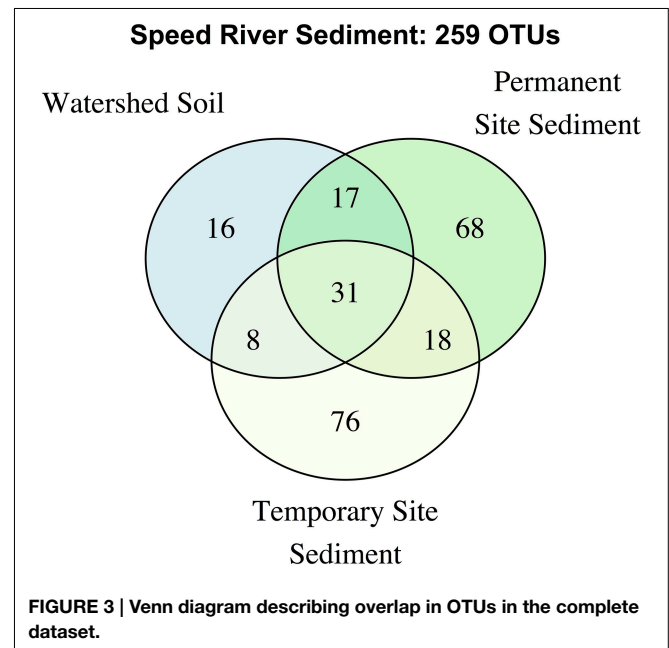 Speed River Sediment: 259 OTUs
Watershed Soil
Permanent
Site Sediment
17
16
68
31
8
18
76
Temporary Site
Sediment
FIGURE 3 | Venn diagram describing overlap in OTUs in the complete
dataset.